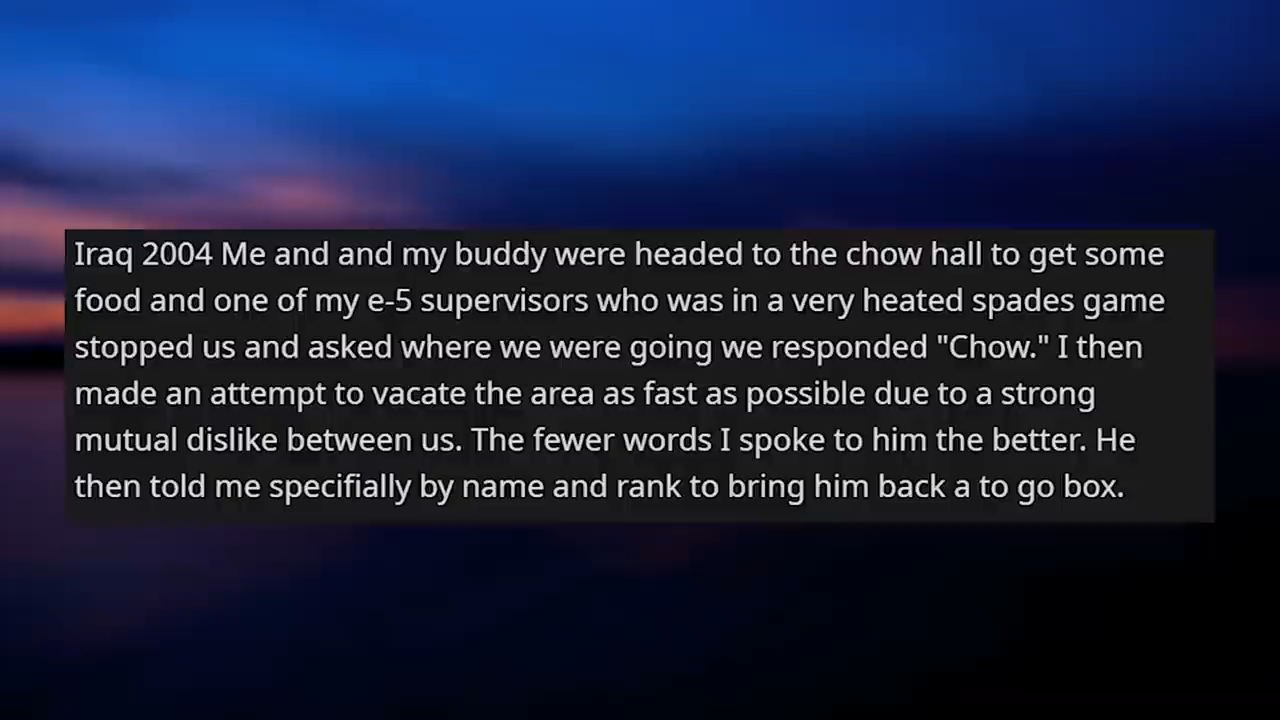 Iraq 2004 Me and and my buddy were headed to the chow hall to get some
food and one of my e-5 supervisors who was in a very heated spades game
stopped us and asked where we were going we responded "Chow." I then
made an attempt to vacate the area as fast as possible due to a strong
mutual dislike between us. The fewer words I spoke to him the better. He
then told me specifially by name and rank to bring him back a to go box.